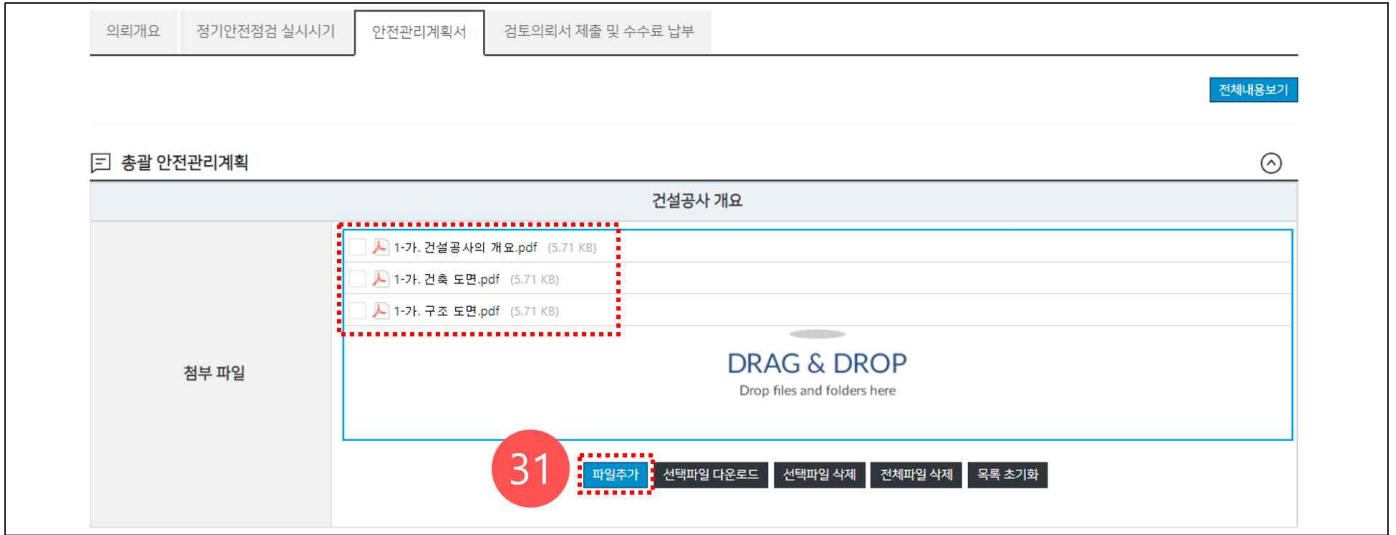 의뢰개요 정기안전점검 실시시기 안전관리계획서 검토의뢰서 제출 및 수수료 납부
전체내용보기
총괄 안전관리계획
건설공사 개요
1-가. 건설공사의 개요.pdf (5.71 KB)
1-가. 건축 도면.pdf (5.71 KB)
1-가. 구조 도면.pdf (5.71 KB)
첨부 파일
DRAG & DROP
Drop files and folders here
31 파일추가 선택파일 다운로드 선택파일 삭제 전체파일 삭제 목록 초기화